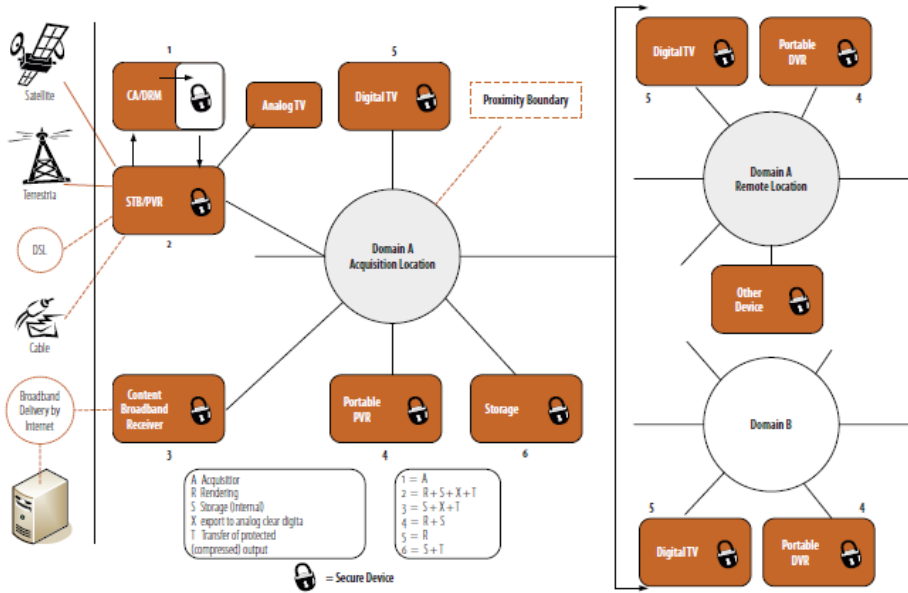 Satellite
Terrestria
DSL
Cable
Broadband
Delivery by
Internet
1
CA/DRM
Analog TV
5
Digital TV
Proximity Boundary
STB/PVR
2
Domain A
Acquisition Location
Content
Broadband
Receiver
3
Portable
PVR
4
Storage
6
A Acquisitior
R Rendering
S Storage (internal)
X export to analog clear digita
T Transfer of protected
(compressed) output
1 = A
2 = R + S + X + T
3 = S + X + T
4 = R + S
5 = R
6 = S + T
= Secure Device
Digital TV
5
Portable
DVR
4
Domain A
Remote Location
Other
Device
Domain B
5
Digital TV
4
Portable
DVR